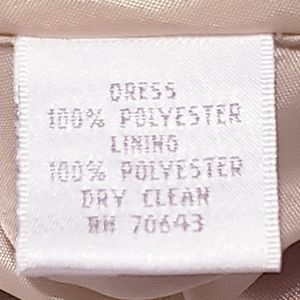 DRESS
100% POLYESTER
LINING
100% POLYESTER
DRY CLEAN
RN 70643